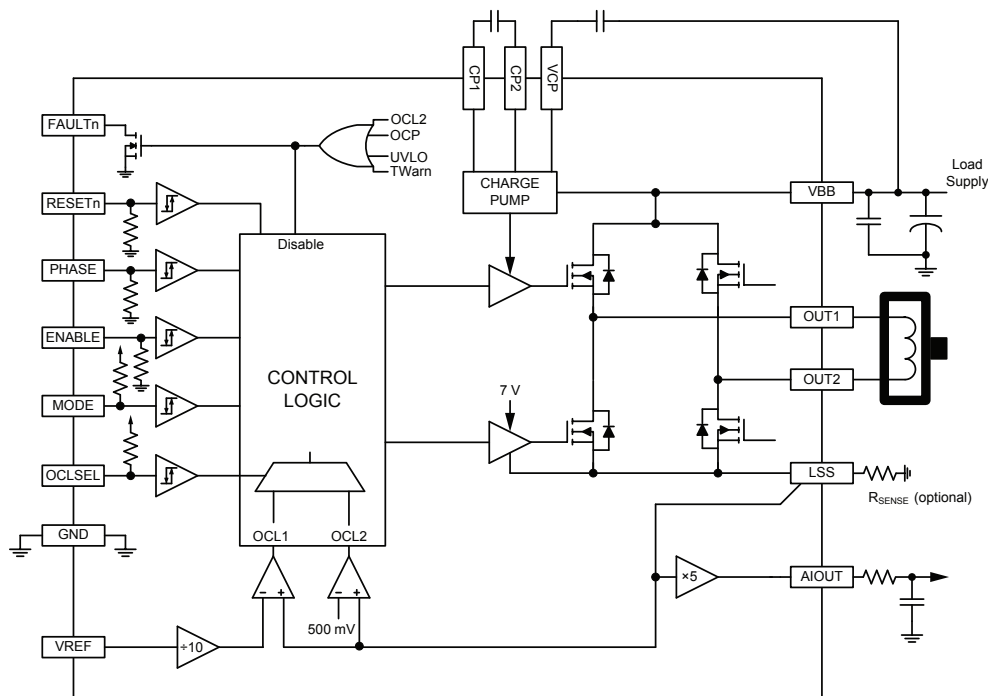 CP1
CP2
VCP
FAULTn
OCL2
OCP
UVLO
TWarn
CHARGE
PUMP
VBB
Load
Supply
RESETn
Disable
PHASE
OUT1
ENABLE
CONTROL
LOGIC
OUT2
MODE
7 V
OCLSEL
LSS
RSENSE (optional)
GND
OCL1
OCL2
×5
AIOUT
– +
– +
500 mV
VREF
÷10